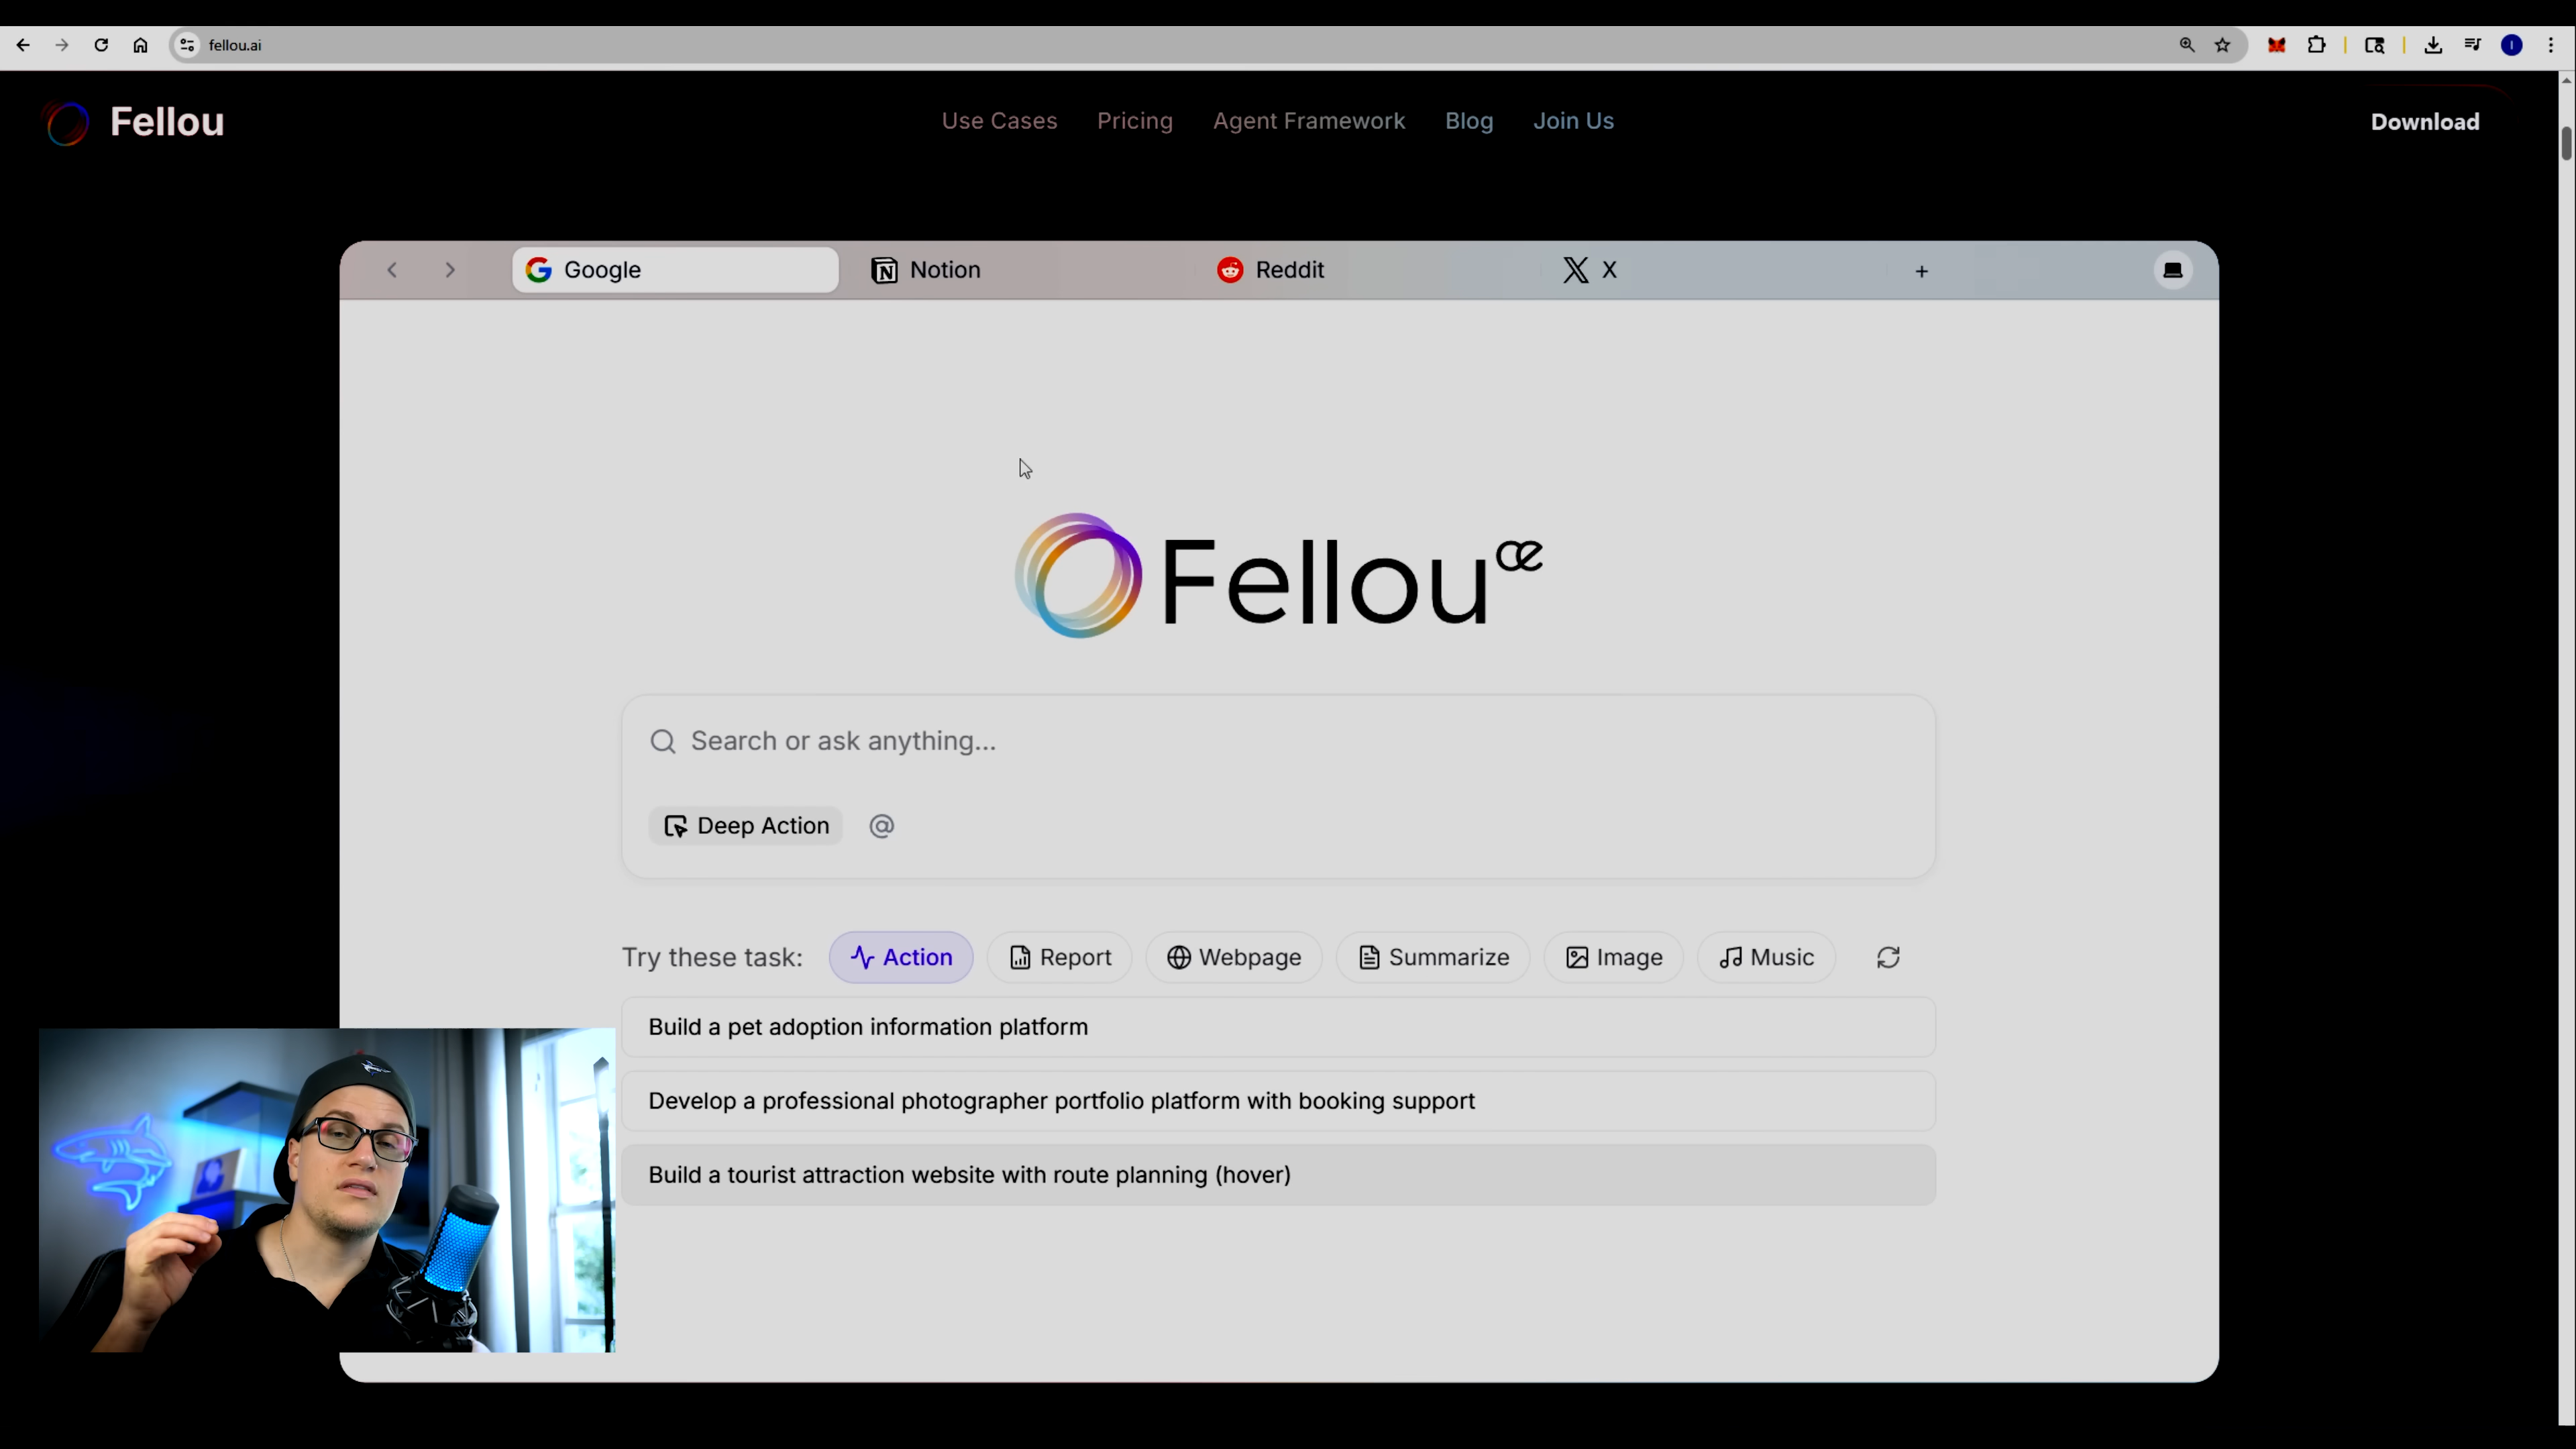 fellou.ai
Fellou
Use Cases Pricing Agent Framework Blog Join Us
Download
Google Notion Reddit X
Fellou ce
Search or ask anything...
Deep Action @
Try these task: Action Report Webpage Summarize Image Music
Build a pet adoption information platform
Develop a professional photographer portfolio platform with booking support
Build a tourist attraction website with route planning (hover)